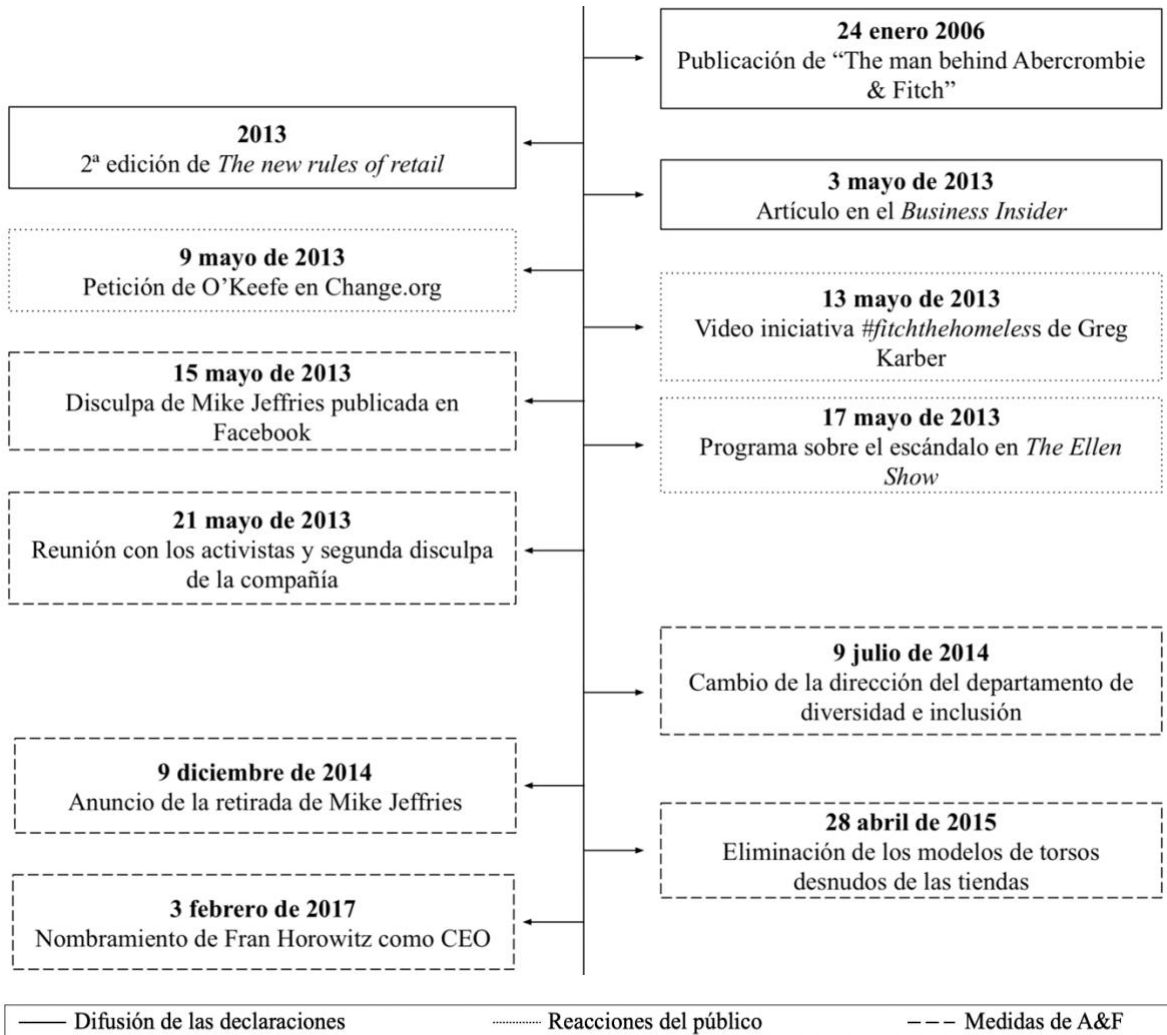 24 enero 2006
Publicación de “The man behind Abercrombie
& Fitch”
2013
2ª edición de The new rules of retail
3 mayo de 2013
Artículo en el Business Insider
9 mayo de 2013
Petición de O’Keefe en Change.org
13 mayo de 2013
Video iniciativa #fitchthehomeless de Greg
Karber
15 mayo de 2013
Disculpa de Mike Jeffries publicada en
Facebook
17 mayo de 2013
Programa sobre el escándalo en The Ellen
Show
21 mayo de 2013
Reunión con los activistas y segunda disculpa
de la compañía
9 julio de 2014
Cambio de la dirección del departamento de
diversidad e inclusión
9 diciembre de 2014
Anuncio de la retirada de Mike Jeffries
28 abril de 2015
Eliminación de los modelos de torsos
desnudos de las tiendas
3 febrero de 2017
Nombramiento de Fran Horowitz como CEO
Difusión de las declaraciones
Reacciones del público
Medidas de A&F